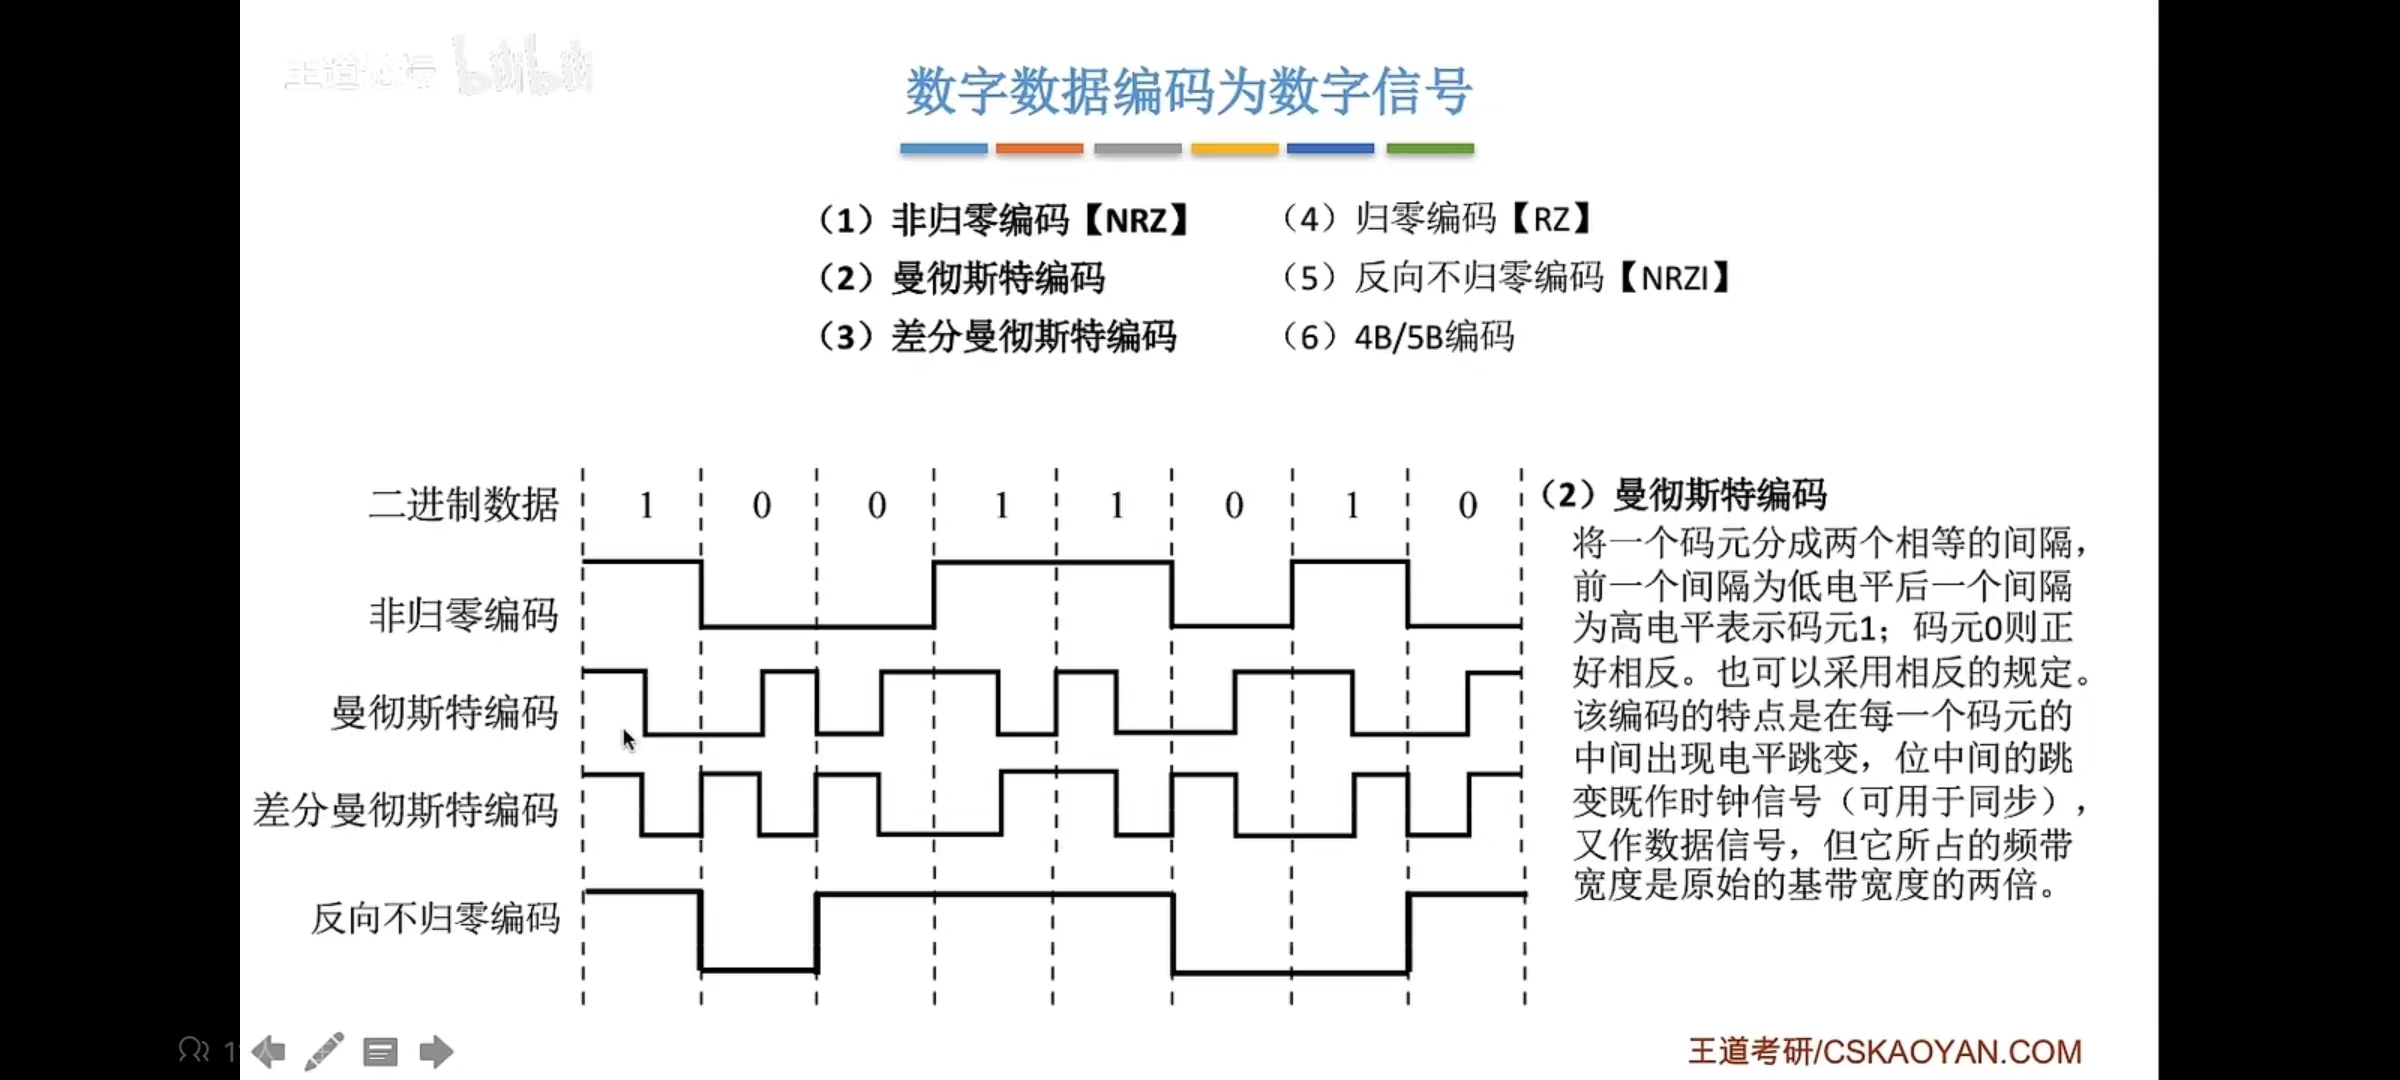 王道论坛 bilibili
数字数据编码为数字信号
（1）非归零编码【NRZ】
（2）曼彻斯特编码
（3）差分曼彻斯特编码
（4）归零编码【RZ】
（5）反向不归零编码【NRZI】
（6）4B/5B编码
二进制数据 1 0 0 1 1 0 1 0
非归零编码
曼彻斯特编码
差分曼彻斯特编码
反向不归零编码
（2）曼彻斯特编码
将一个码元分成两个相等的间隔，
前一个间隔为低电平后一个间隔
为高电平表示码元1；码元0则正
好相反。也可以采用相反的规定。
该编码的特点是在每一个码元的
中间出现电平跳变，位中间的跳
变既作时钟信号（可用于同步），
又作数据信号，但它所占的频带
宽度是原始的基带宽度的两倍。
王道考研/CSKAOYAN.COM